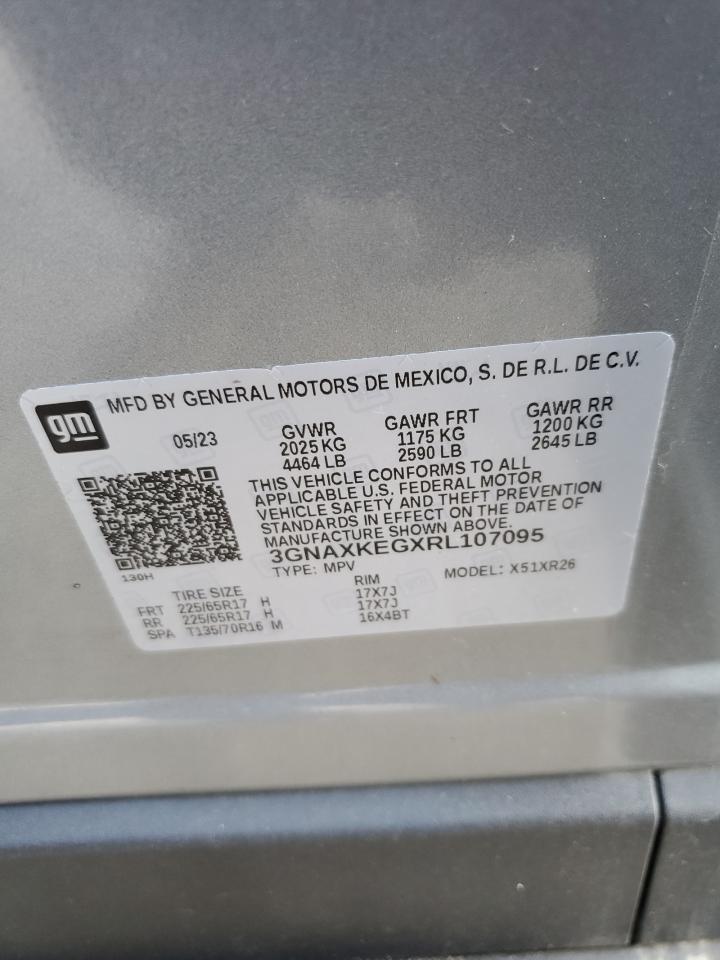 gm
MFD BY GENERAL MOTORS DE MEXICO, S. DE R.L. DE C.V.
05/23 GVWR GAWR FRT GAWR RR
2025 KG 1175 KG 1200 KG
4464 LB 2590 LB 2645 LB
THIS VEHICLE CONFORMS TO ALL
APPLICABLE U.S. FEDERAL MOTOR
VEHICLE SAFETY AND THEFT PREVENTION
STANDARDS IN EFFECT ON THE DATE OF
MANUFACTURE SHOWN ABOVE.
3GNAXKEGXRL107095
130H
TYPE: MPV MODEL: X51XR26
TIRE SIZE RIM
FRT 225/65R17 H 17X7J
RR 225/65R17 H 17X7J
SPA T135/70R16 M 16X4BT